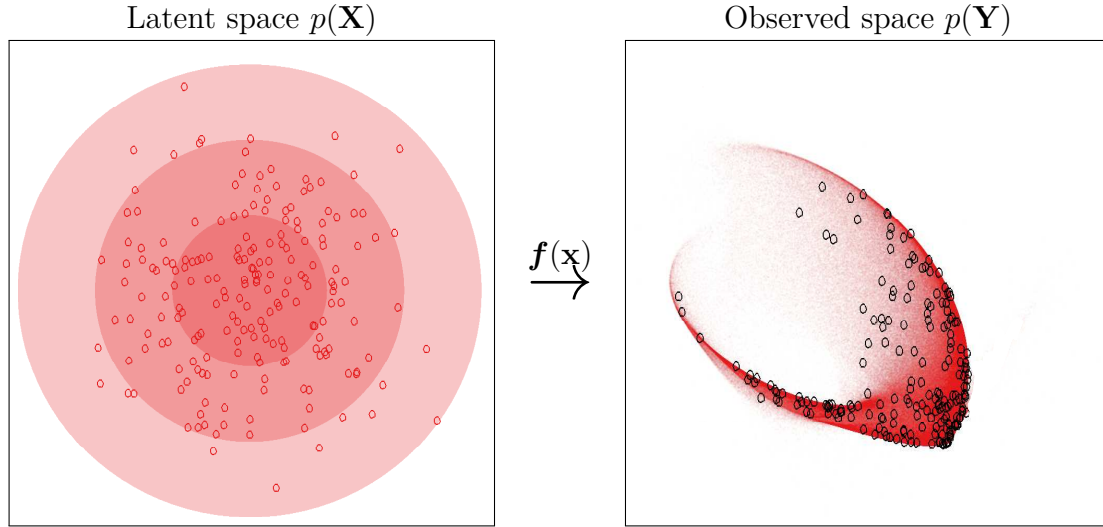 Latent space p(X)
Observed space p(Y)
f(x)